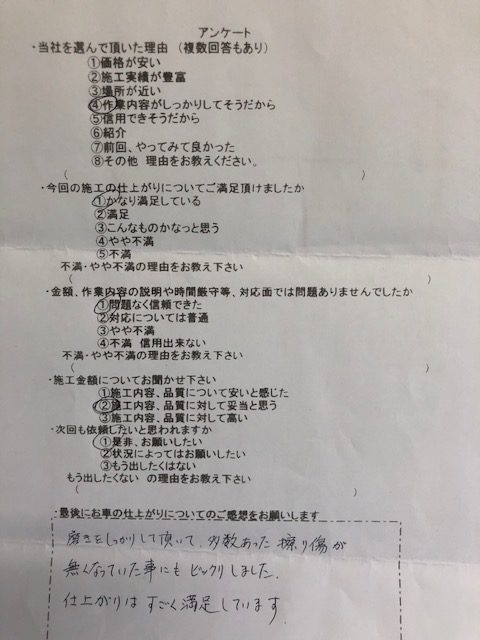 アンケート
・当社を選んで頂いた理由 （複数回答もあり）
①価格が安い
②施工実績が豊富
③場所が近い
④作業内容がしっかりしてそうだから
⑤信用できそうだから
⑥紹介
⑦前回、やってみて良かった
⑧その他 理由をお教えください。
（ ）
・今回の施工の仕上がりについてご満足頂けましたか
①かなり満足している
②満足
③こんなものかなっと思う
④やや不満
⑤不満
不満・やや不満の理由をお教え下さい
（ ）
・金額、作業内容の説明や時間厳守等、対応面では問題ありませんでしたか
①問題なく信頼できた
②対応については普通
③やや不満
④不満 信用出来ない
不満・やや不満の理由をお教え下さい
（ ）
・施工金額についてお聞かせ下さい
①施工内容、品質について安いと感じた
②施工内容、品質に対して妥当と思う
③施工内容、品質に対して高い
・次回も依頼したいと思われますか
①是非、お願いしたい
②状況によってはお願いしたい
③もう出したくはない
もう出したくない の理由をお教え下さい
（ ）
・最後にお車の仕上がりについてのご感想をお願いします
磨きをしっかりして頂いて、多数あった擦り傷が
無くなっていた事にもビックリしました。
仕上がりはすごく満足しています